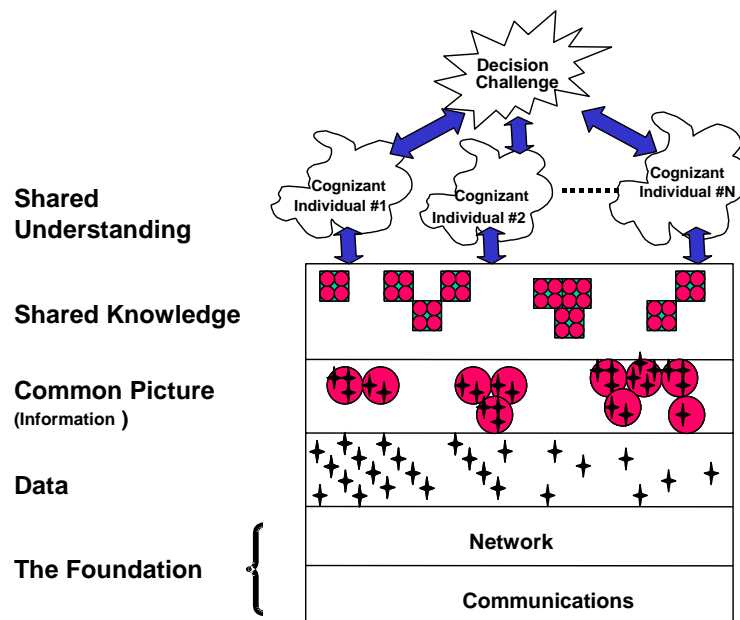 Decision
Challenge
Cognizant
Individual #1
Cognizant
Individual #2
Cognizant
Individual #N
Shared
Understanding
Shared Knowledge
Common Picture
(Information )
Data
The Foundation
Network
Communications